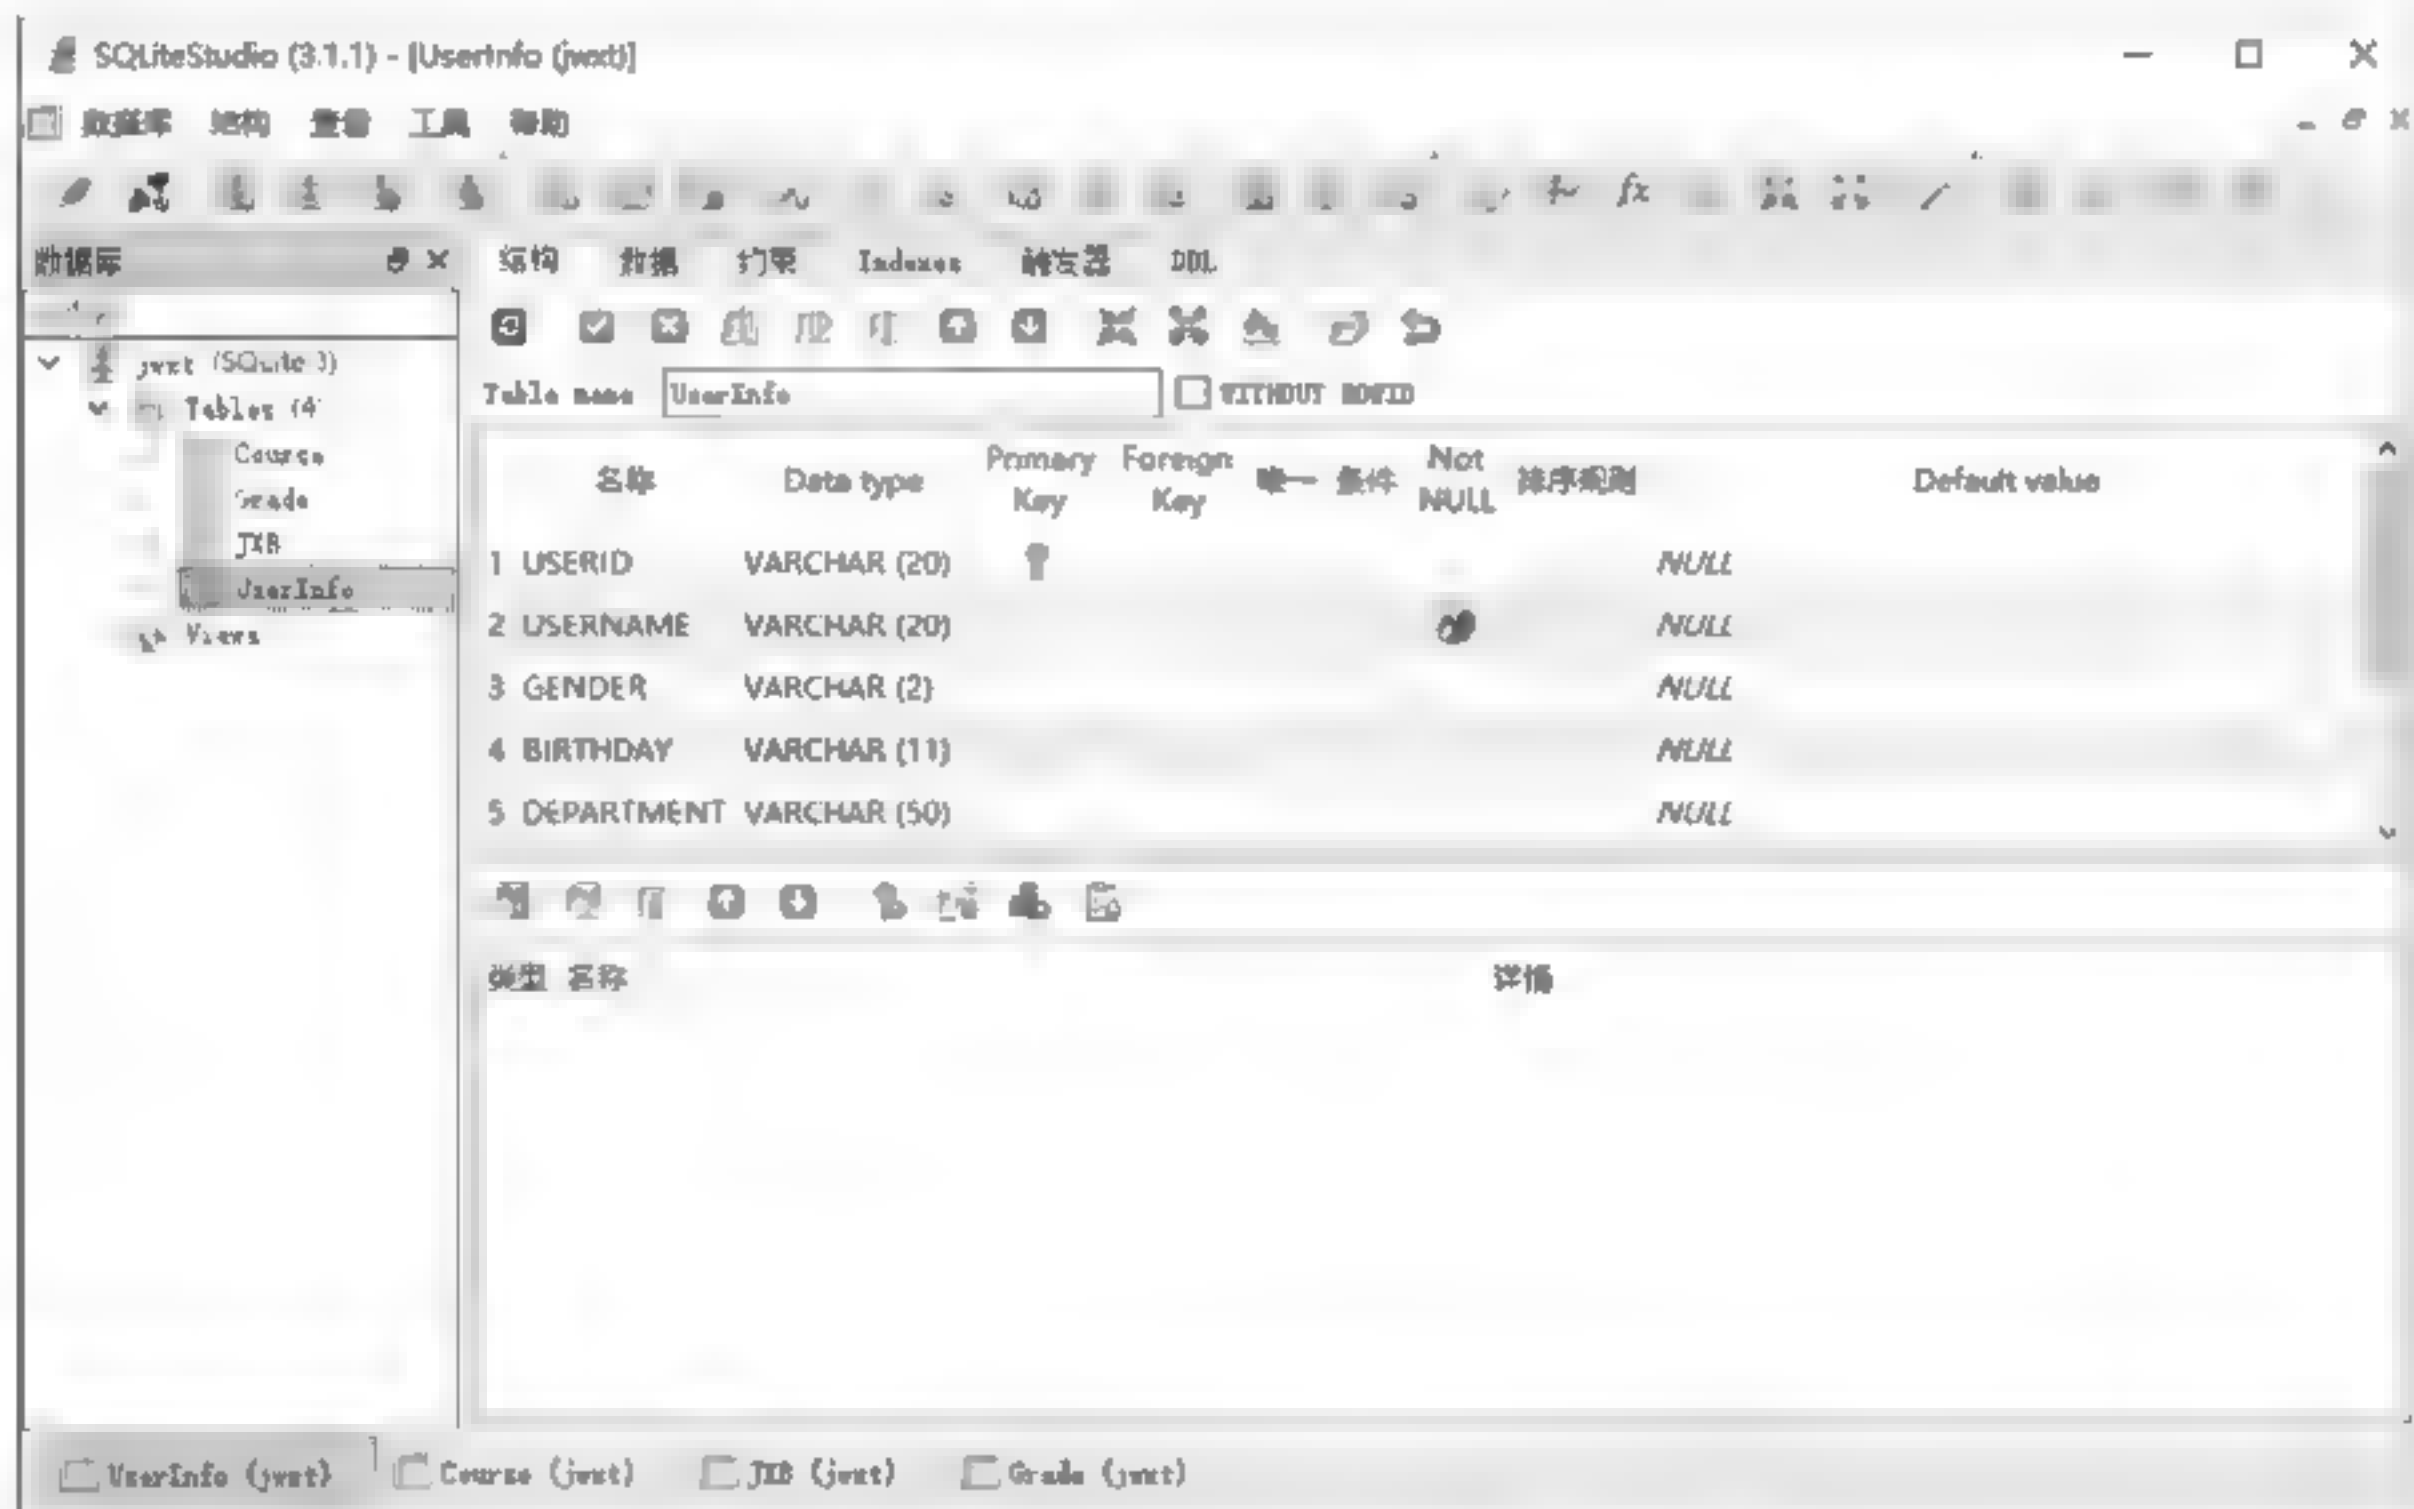 SQLiteStudio (3.1.1) - [UserInfo (jwxt)]
数据库 结构 查看 工具 帮助
数据库
结构 数据 约束 Indexes 触发器 DDL
jwxt (SQLite 3)
Tables (4)
Course
Grade
JXB
UserInfo
Views
Table name UserInfo WITHOUT ROWID
名称 Data type Primary Key Foreign Key 唯一 条件 Not NULL 排序规则 Default value
1 USERID VARCHAR (20) NULL
2 USERNAME VARCHAR (20) NULL
3 GENDER VARCHAR (2) NULL
4 BIRTHDAY VARCHAR (11) NULL
5 DEPARTMENT VARCHAR (50) NULL
类型 名称 详情
UserInfo (jwxt) Course (jwxt) JXB (jwxt) Grade (jwxt)